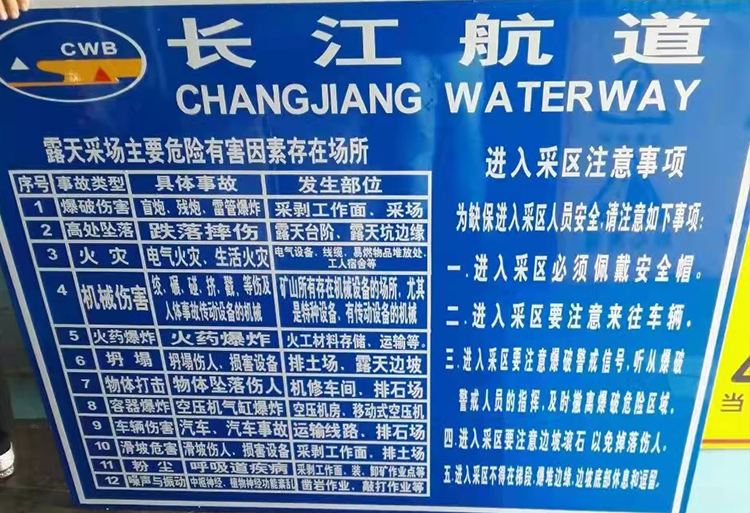 CWB
长江航道
CHANGJIANG WATERWAY
露天采场主要危险有害因素存在场所
序号 事故类型 具体事故 发生部位
1 爆破伤害 盲炮、残炮、雷管爆炸 采剥工作面、采场
2 高处坠落 跌落摔伤 露天台阶、露天坑边缘
3 火灾 电气火灾、生活火灾 电气设备、线缆、易燃物品堆放处、
工人宿舍等
4 机械伤害 绞、碾、碰、挤、戳、等伤及
人体事故传动设备的机械 矿山所有存在机械设备的场所，尤其
是特种设备、有传动设备的机械
5 火药爆炸 火药爆炸 火工材料存储、运输等。
6 坍塌 坍塌伤人、损害设备 排土场、露天边坡
7 物体打击 物体坠落伤人 机修车间、排石场
8 容器爆炸 空压机气缸爆炸 空压机房、移动式空压机
9 车辆伤害 汽车、汽车事故 运输线路、排石场
10 滑坡危害 滑坡伤人、损害设备 采剥工作面、排土场
11 粉尘 呼吸道疾病 采剥工作面、装、卸矿作业点等
12 噪声与振动 中枢神经、植物神经功能紊乱 凿岩作业、敲打作业等
进入采区注意事项
为缺保进入采区人员安全,请注意如下事项:
一.进入采区必须佩戴安全帽。
二.进入采区要注意来往车辆。
三.进入采区要注意爆破警戒信号,听从爆破
警戒人员的指挥,及时撤离爆破危险区域。
四.进入采区要注意边坡滚石以免掉落伤人。
五.进入采区不得在梯段.爆堆边缘.边坡底部休息和逗留。
当